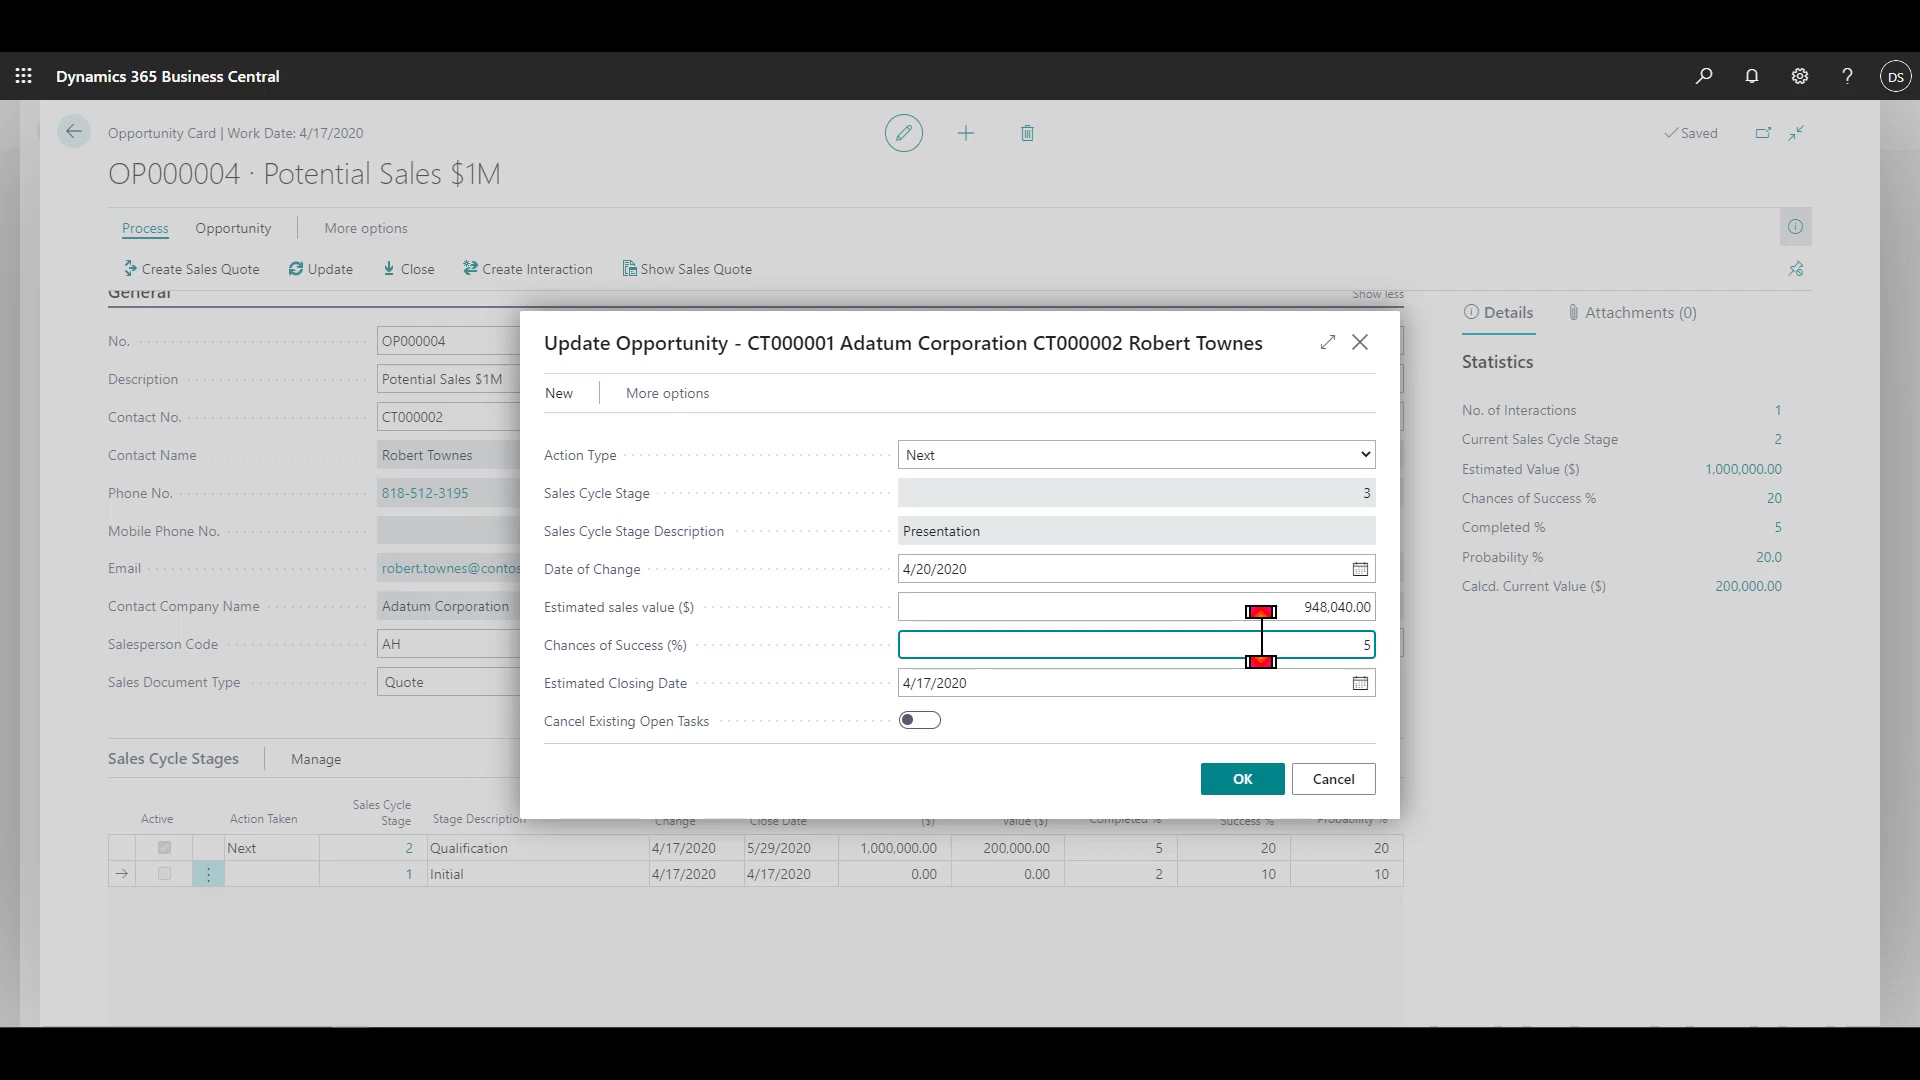 Dynamics 365 Business Central
DS
Opportunity Card | Work Date: 4/17/2020
Saved
OP000004 · Potential Sales $1M
Process Opportunity More options
Create Sales Quote Update Close Create Interaction Show Sales Quote
General Show less
No. OP000004
Description Potential Sales $1M
Contact No. CT000002
Contact Name Robert Townes
Phone No. 818-512-3195
Mobile Phone No.
Email robert.townes@contos
Contact Company Name Adatum Corporation
Salesperson Code AH
Sales Document Type Quote
Update Opportunity - CT000001 Adatum Corporation CT000002 Robert Townes
New More options
Action Type Next
Sales Cycle Stage 3
Sales Cycle Stage Description Presentation
Date of Change 4/20/2020
Estimated sales value ($) 948,040.00
Chances of Success (%) 5
Estimated Closing Date 4/17/2020
Cancel Existing Open Tasks
OK Cancel
Details Attachments (0)
Statistics
No. of Interactions 1
Current Sales Cycle Stage 2
Estimated Value ($) 1,000,000.00
Chances of Success % 20
Completed % 5
Probability % 20.0
Calcd. Current Value ($) 200,000.00
Sales Cycle Stages Manage
Active Action Taken Sales Cycle Stage Stage Description Change Close Date ($) Value ($) Completed % Success % Probability %
Next 2 Qualification 4/17/2020 5/29/2020 1,000,000.00 200,000.00 5 20 20
1 Initial 4/17/2020 4/17/2020 0.00 0.00 2 10 10